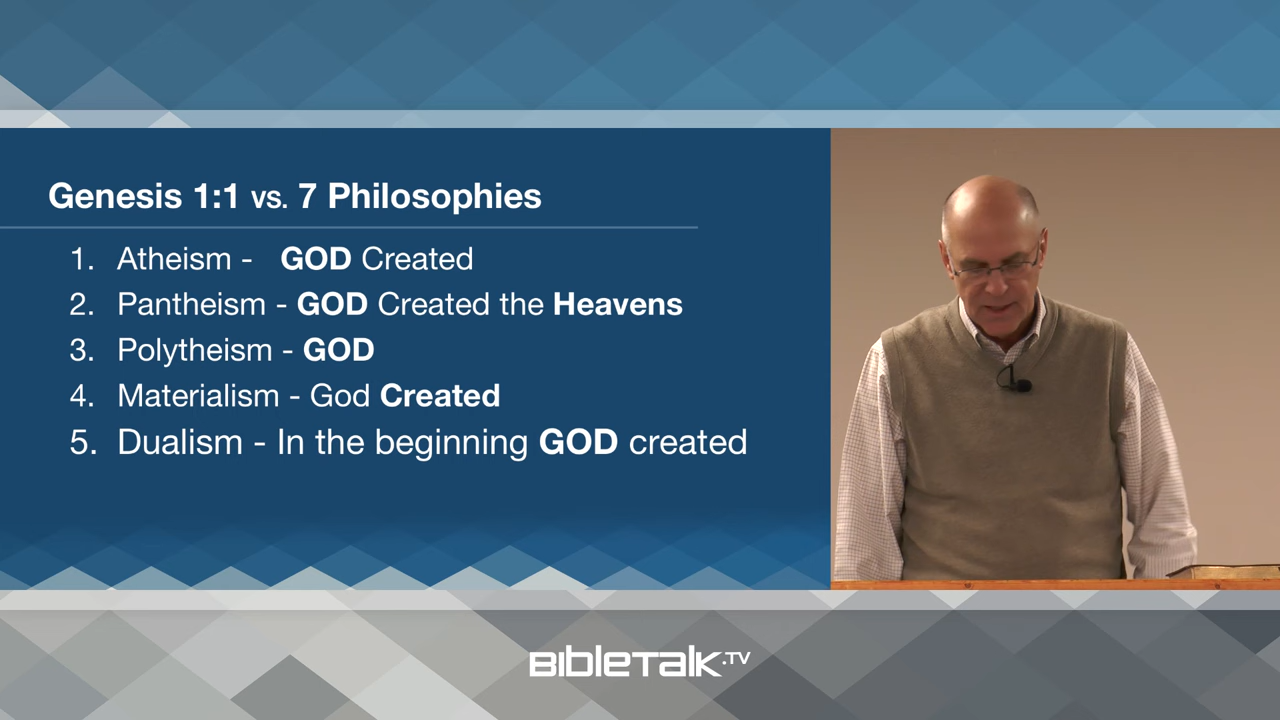 Genesis 1:1 vs. 7 Philosophies
1. Atheism - GOD Created
2. Pantheism - GOD Created the Heavens
3. Polytheism - GOD
4. Materialism - God Created
5. Dualism - In the beginning GOD created
BIBLETALK.TV